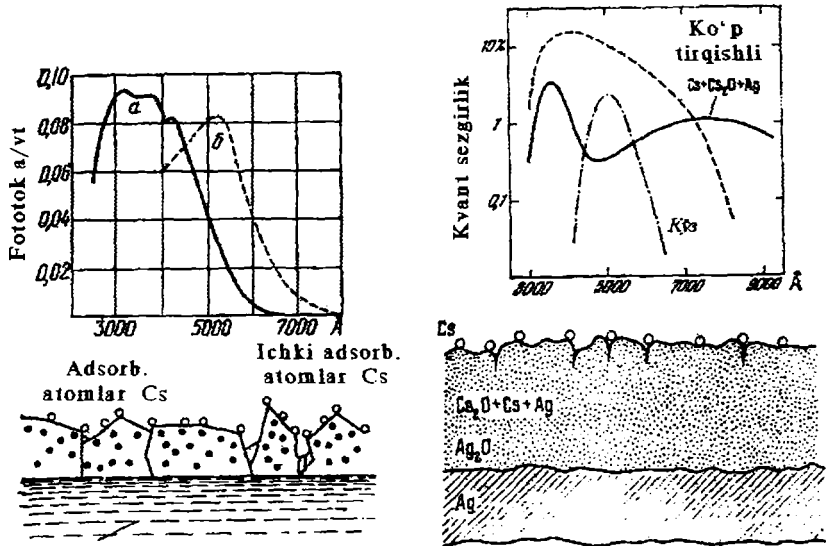 Fototok a/vt
0,10
0,08
0,06
0,04
0,02
a
б
3000
5000
7000 A
Adsorb.
atomlar Cs
Ichki adsorb.
atomlar Cs
Kvant sezgirlik
10%
1
0,1
Ko‘p
tirqishli
Cs+Cs₂O+Ag
3000
5000
7000
9000
Å
Cs
Cs₂O+Cs+Ag
Ag₂O
Ag